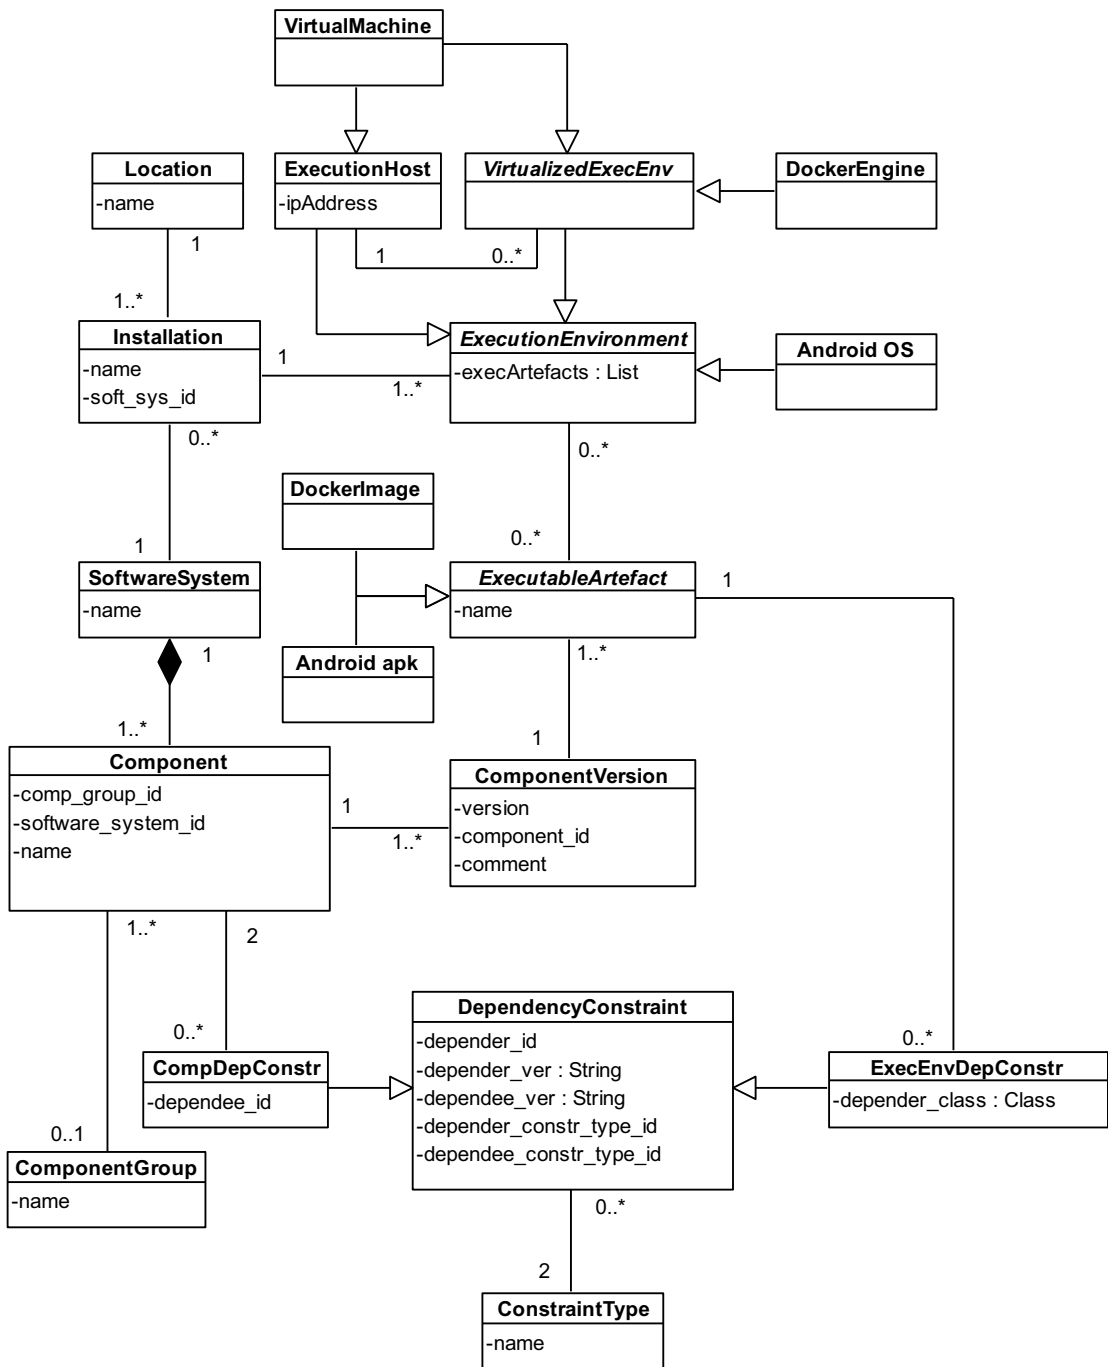 VirtualMachine
Location
-name
ExecutionHost
-ipAddress
VirtualizedExecEnv
DockerEngine
1
1
0..*
1..*
Installation
-name
-soft_sys_id
1
1..*
ExecutionEnvironment
-execArtefacts : List
Android OS
0..*
0..*
DockerImage
1
0..*
SoftwareSystem
-name
ExecutableArtefact
-name
1
1
1..*
Android apk
1..*
1
Component
-comp_group_id
-software_system_id
-name
1
1..*
ComponentVersion
-version
-component_id
-comment
1..*
2
DependencyConstraint
-depender_id
-depender_ver : String
-dependee_ver : String
-depender_constr_type_id
-dependee_constr_type_id
0..*
0..*
CompDepConstr
-dependee_id
ExecEnvDepConstr
-depender_class : Class
0..1
ComponentGroup
-name
0..*
2
ConstraintType
-name